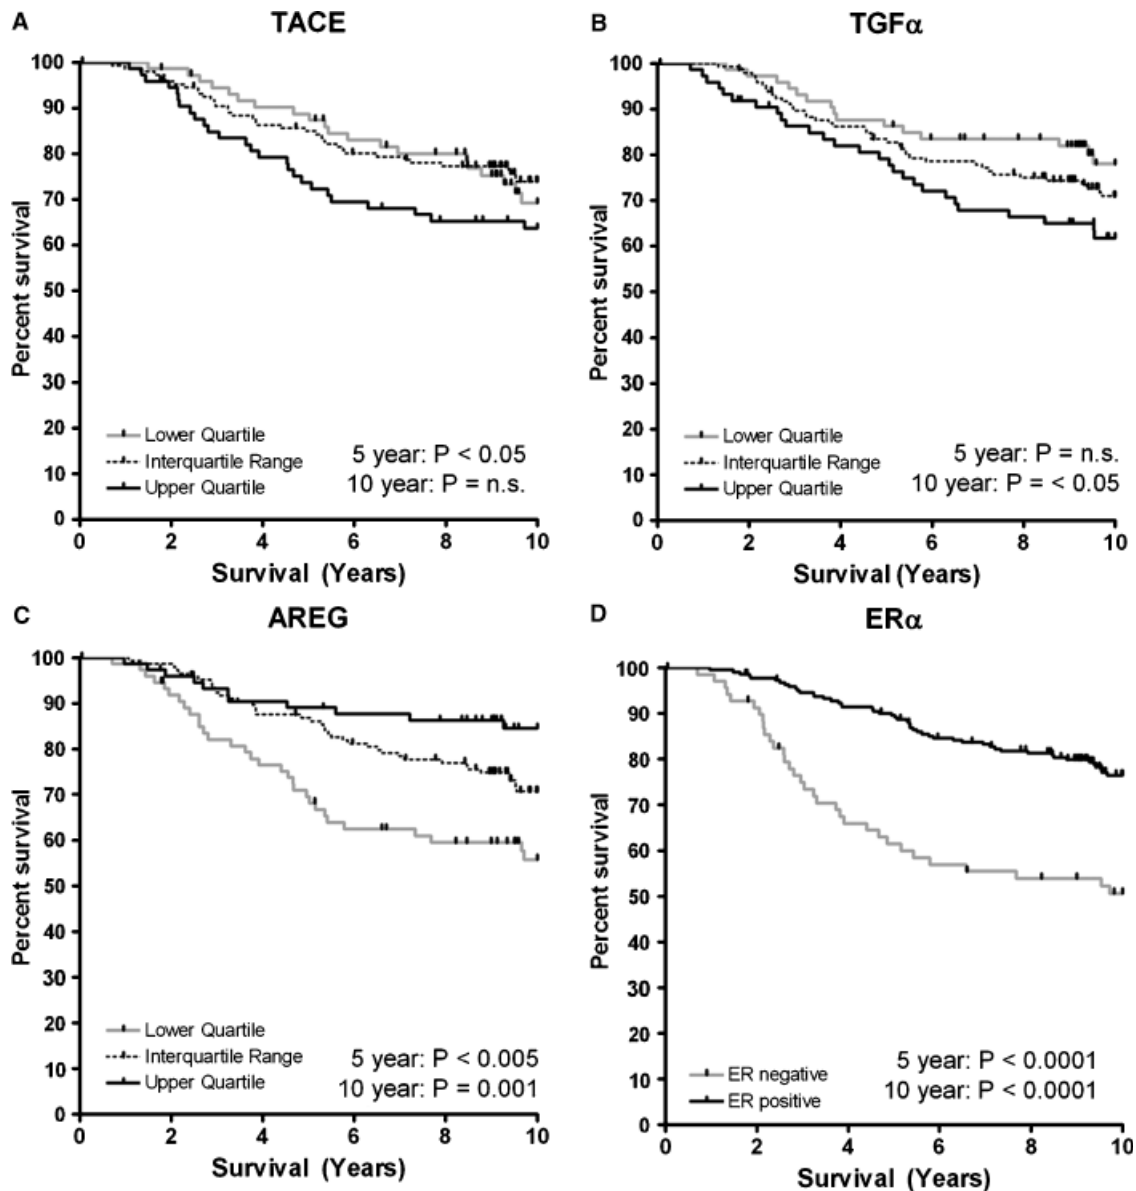 A
TACE
100
90
80
70
60
50
40
30
20
10
0
Percent survival
Lower Quartile
Interquartile Range
Upper Quartile
5 year: P < 0.05
10 year: P = n.s.
0 2 4 6 8 10
Survival (Years)
B
TGFα
100
90
80
70
60
50
40
30
20
10
0
Percent survival
Lower Quartile
Interquartile Range
Upper Quartile
5 year: P = n.s.
10 year: P = < 0.05
0 2 4 6 8 10
Survival (Years)
C
AREG
100
90
80
70
60
50
40
30
20
10
0
Percent survival
Lower Quartile
Interquartile Range
Upper Quartile
5 year: P < 0.005
10 year: P = 0.001
0 2 4 6 8 10
Survival (Years)
D
ERα
100
90
80
70
60
50
40
30
20
10
0
Percent survival
ER negative
ER positive
5 year: P < 0.0001
10 year: P < 0.0001
0 2 4 6 8 10
Survival (Years)